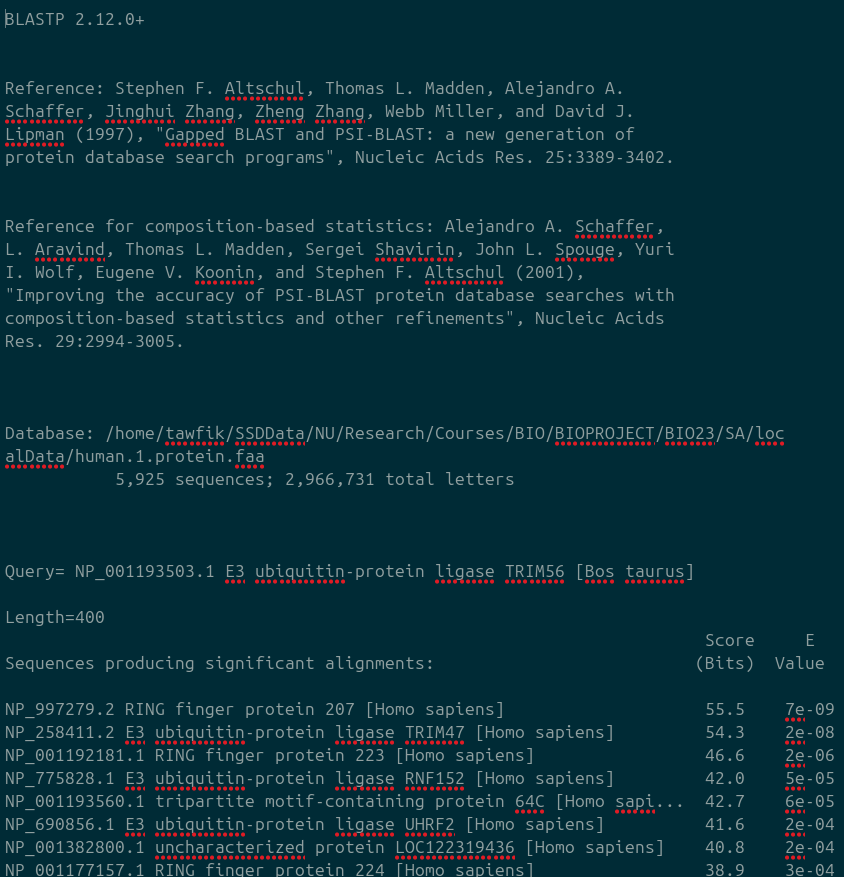 BLASTP 2.12.0+
Reference: Stephen F. Altschul, Thomas L. Madden, Alejandro A.
Schaffer, Jinghui Zhang, Zheng Zhang, Webb Miller, and David J.
Lipman (1997), "Gapped BLAST and PSI-BLAST: a new generation of
protein database search programs", Nucleic Acids Res. 25:3389-3402.
Reference for composition-based statistics: Alejandro A. Schaffer,
L. Aravind, Thomas L. Madden, Sergei Shavirin, John L. Spouge, Yuri
I. Wolf, Eugene V. Koonin, and Stephen F. Altschul (2001),
"Improving the accuracy of PSI-BLAST protein database searches with
composition-based statistics and other refinements", Nucleic Acids
Res. 29:2994-3005.
Database: /home/tawfik/SSDData/NU/Research/Courses/BIO/BIOPROJECT/BIO23/SA/loc
alData/human.1.protein.faa
5,925 sequences; 2,966,731 total letters
Query= NP_001193503.1 E3 ubiquitin-protein ligase TRIM56 [Bos taurus]
Length=400
Score E
Sequences producing significant alignments: (Bits) Value
NP_997279.2 RING finger protein 207 [Homo sapiens] 55.5 7e-09
NP_258411.2 E3 ubiquitin-protein ligase TRIM47 [Homo sapiens] 54.3 2e-08
NP_001192181.1 RING finger protein 223 [Homo sapiens] 46.6 2e-06
NP_775828.1 E3 ubiquitin-protein ligase RNF152 [Homo sapiens] 42.0 5e-05
NP_001193560.1 tripartite motif-containing protein 64C [Homo sapi... 42.7 6e-05
NP_690856.1 E3 ubiquitin-protein ligase UHRF2 [Homo sapiens] 41.6 2e-04
NP_001382800.1 uncharacterized protein LOC122319436 [Homo sapiens] 40.8 2e-04
NP_001177157.1 RING finger protein 224 [Homo sapiens] 38.9 3e-04